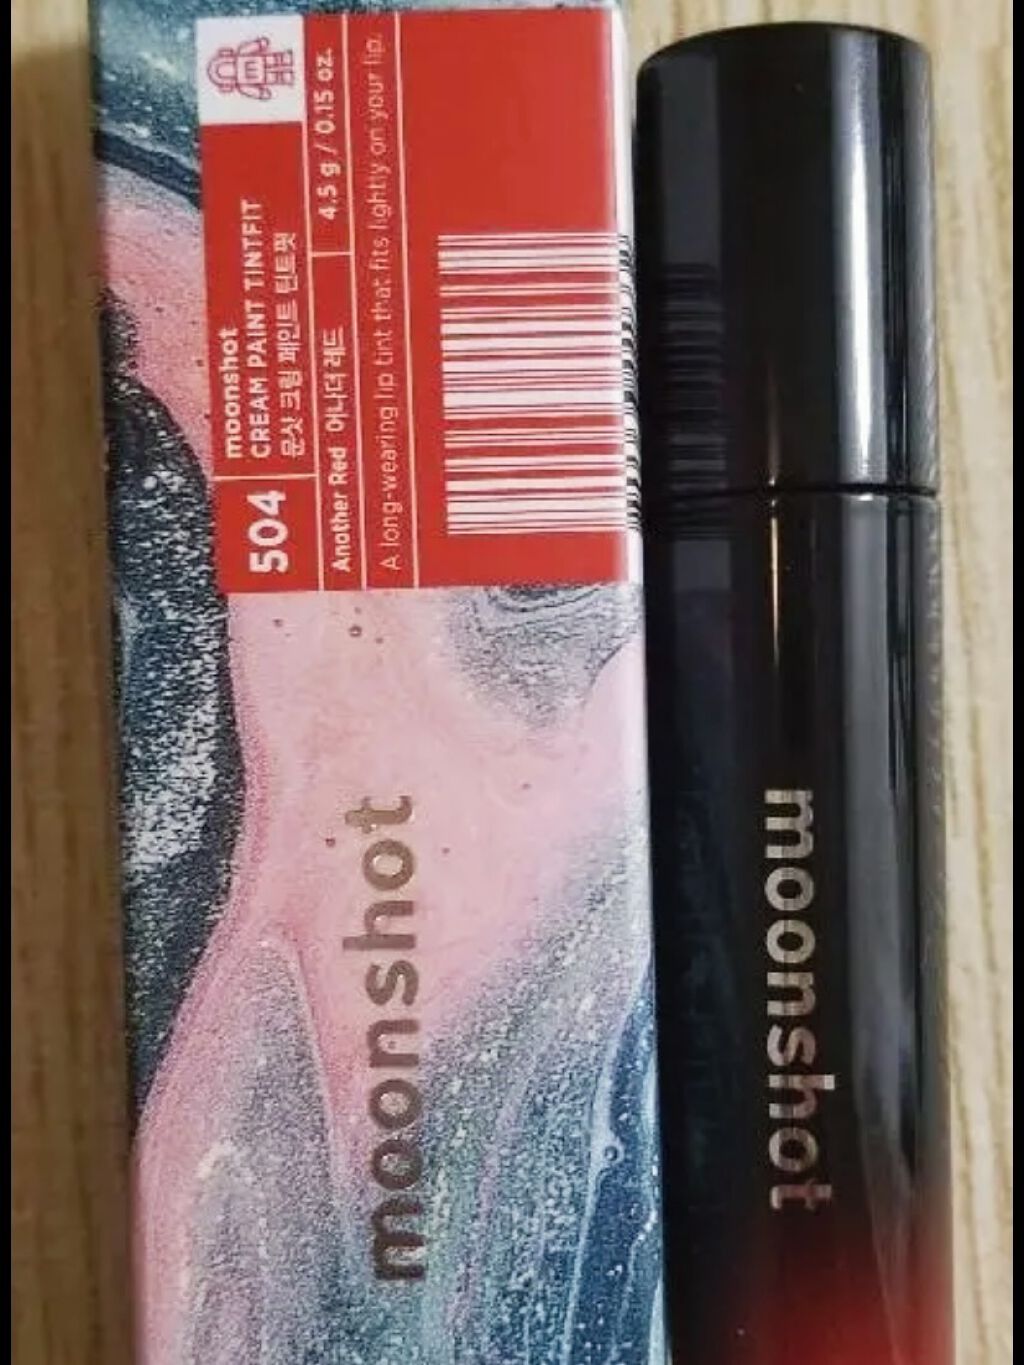 m
moonshot
CREAM PAINT TINTFIT
문샷 크림 페인트 틴트핏
504
Another Red 어나더 레드
4.5 g / 0.15 oz.
A long-wearing lip tint that fits lightly on your lip.
moonshot
moonshot